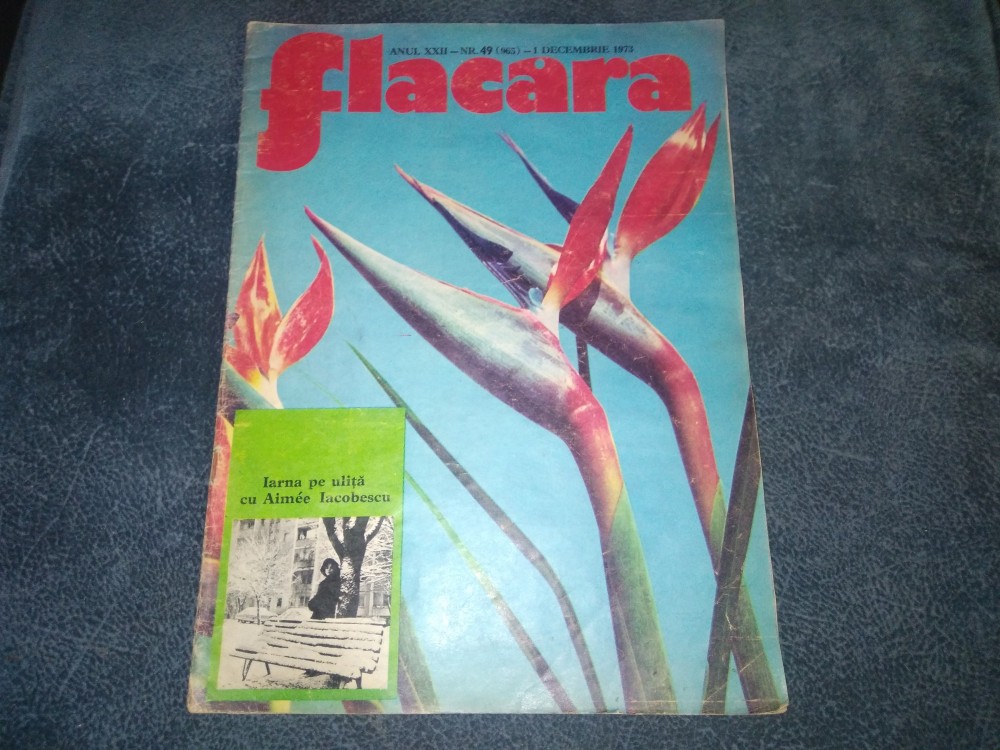 ANUL XXII – NR. 49 (965) – 1 DECEMBRIE 1973
flacăra
Iarna pe uliță
cu Aimée Iacobescu